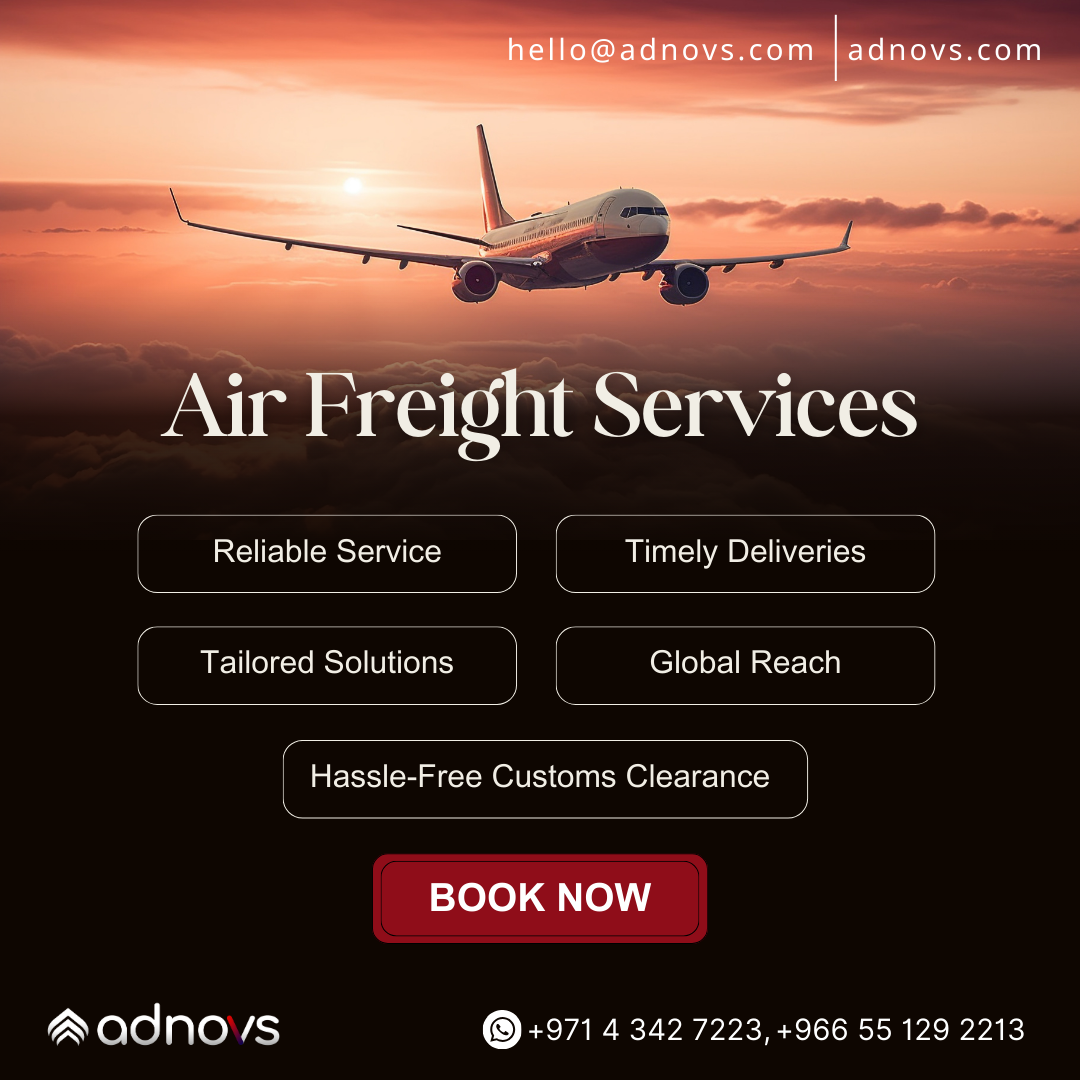 hello@adnovs.com | adnovs.com
Air Freight Services
Reliable Service
Timely Deliveries
Tailored Solutions
Global Reach
Hassle-Free Customs Clearance
BOOK NOW
adnovs
+971 4 342 7223, +966 55 129 2213